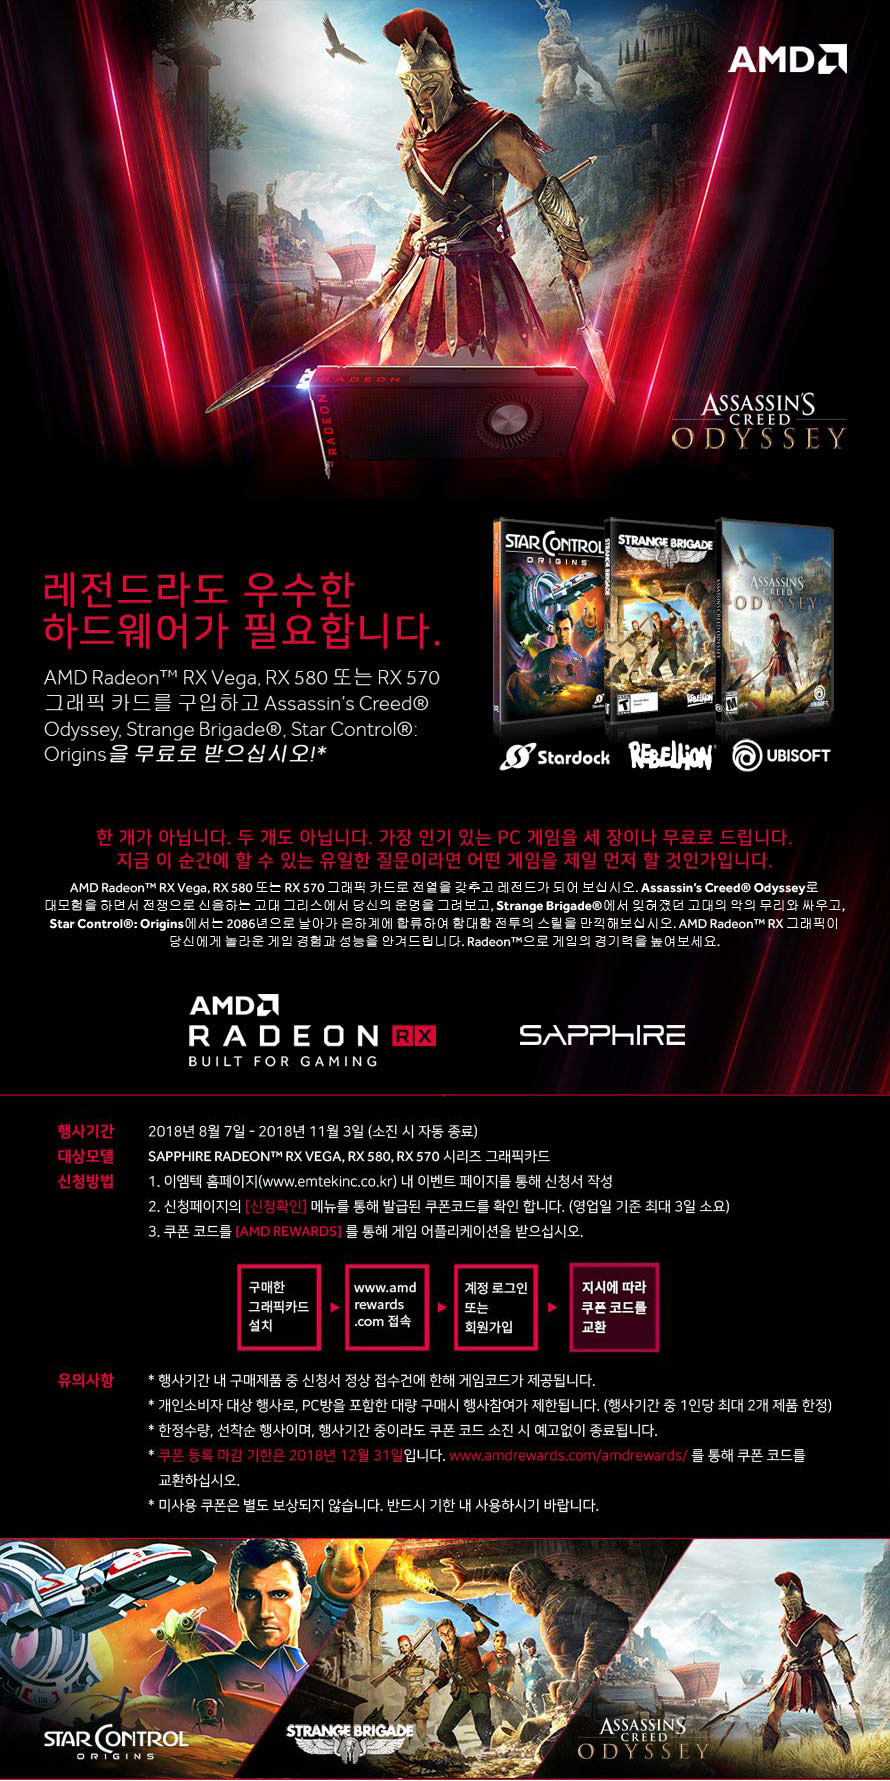 AMD
RADEON
RADEON
ASSASSIN'S
CREED
ODYSSEY
STAR CONTROL
ORIGINS
STRANGE BRIGADE
STRANGE BRIGADE
ASSASSIN'S CREED ODYSSEY
ASSASSIN'S
CREED
ODYSSEY
REBELLION
UBISOFT
레전드라도 우수한
하드웨어가 필요합니다.
AMD Radeon™ RX Vega, RX 580 또는 RX 570
그래픽 카드를 구입하고 Assassin's Creed®
Odyssey, Strange Brigade®, Star Control®:
Origins을 무료로 받으십시오!*
Stardock
REBELLION
UBISOFT
한 개가 아닙니다. 두 개도 아닙니다. 가장 인기 있는 PC 게임을 세 장이나 무료로 드립니다.
지금 이 순간에 할 수 있는 유일한 질문이라면 어떤 게임을 제일 먼저 할 것인가입니다.
AMD Radeon™ RX Vega, RX 580 또는 RX 570 그래픽 카드로 전열을 갖추고 레전드가 되어 보십시오. Assassin's Creed® Odyssey로
대모험을 하면서 전쟁으로 신음하는 고대 그리스에서 당신의 운명을 그려보고, Strange Brigade®에서 잊혀졌던 고대의 악의 무리와 싸우고,
Star Control®: Origins에서는 2086년으로 날아가 은하계에 합류하여 함대함 전투의 스릴을 만끽해보십시오. AMD Radeon™ RX 그래픽이
당신에게 놀라운 게임 경험과 성능을 안겨드립니다. Radeon™으로 게임의 경기력을 높여보세요.
AMD
RADEON RX
BUILT FOR GAMING
SAPPHIRE
행사기간 2018년 8월 7일 - 2018년 11월 3일 (소진 시 자동 종료)
대상모델 SAPPHIRE RADEON™ RX VEGA, RX 580, RX 570 시리즈 그래픽카드
신청방법 1. 이엠텍 홈페이지(www.emtekinc.co.kr) 내 이벤트 페이지를 통해 신청서 작성
2. 신청페이지의 [신청확인] 메뉴를 통해 발급된 쿠폰코드를 확인 합니다. (영업일 기준 최대 3일 소요)
3. 쿠폰 코드를 [AMD REWARDS] 를 통해 게임 어플리케이션을 받으십시오.
구매한
그래픽카드
설치
www.amd
rewards
.com 접속
계정 로그인
또는
회원가입
지시에 따라
쿠폰 코드를
교환
유의사항 * 행사기간 내 구매제품 중 신청서 정상 접수건에 한해 게임코드가 제공됩니다.
* 개인소비자 대상 행사로, PC방을 포함한 대량 구매시 행사참여가 제한됩니다. (행사기간 중 1인당 최대 2개 제품 한정)
* 한정수량, 선착순 행사이며, 행사기간 중이라도 쿠폰 코드 소진 시 예고없이 종료됩니다.
* 쿠폰 등록 마감 기한은 2018년 12월 31일입니다. www.amdrewards.com/amdrewards/ 를 통해 쿠폰 코드를
교환하십시오.
* 미사용 쿠폰은 별도 보상되지 않습니다. 반드시 기한 내 사용하시기 바랍니다.
STAR CONTROL
ORIGINS
STRANGE BRIGADE
ASSASSIN'S
CREED
ODYSSEY